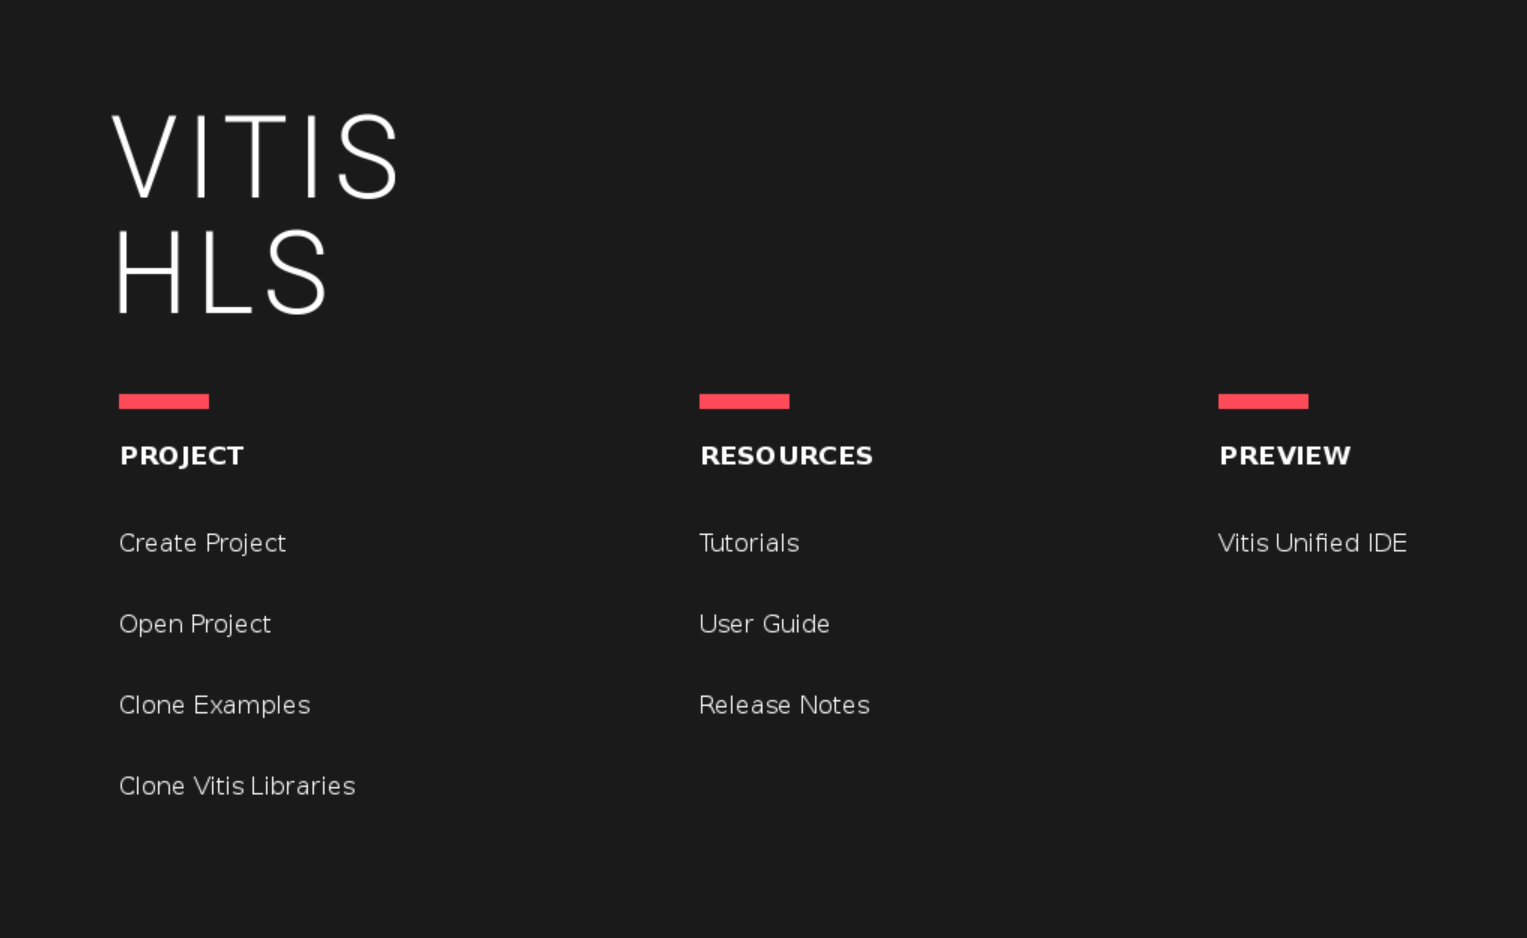 VITIS
HLS
PROJECT
Create Project
Open Project
Clone Examples
Clone Vitis Libraries
RESOURCES
Tutorials
User Guide
Release Notes
PREVIEW
Vitis Unified IDE